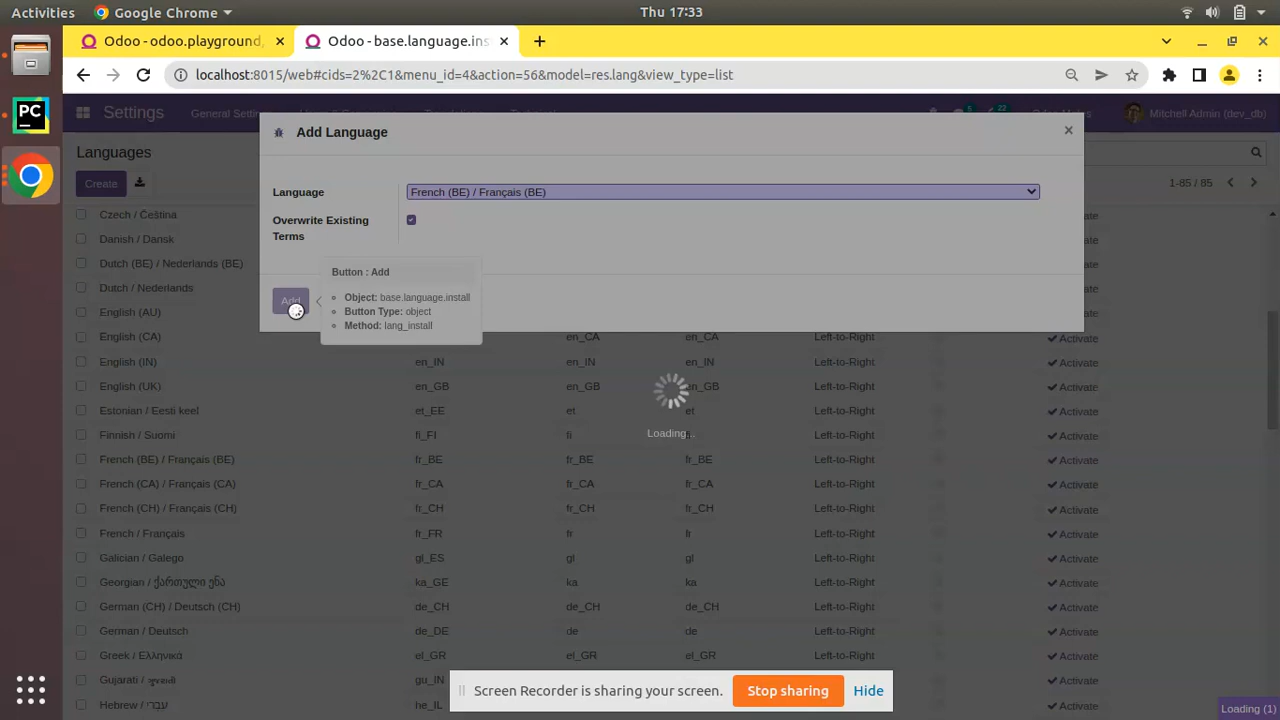 Activities Google Chrome Thu 17:33
Odoo - odoo.playground, Odoo - base.language.ins
localhost:8015/web#cids=2%2C1&menu_id=4&action=56&model=res.lang&view_type=list
Settings General Settin 5 22 Mitchell Admin (dev_db)
Add Language
Languages
Create 1-85 / 85
Language French (BE) / Français (BE)
Overwrite Existing Terms
Button : Add
Object: base.language.install
Button Type: object
Method: lang_install
Add
Loading...
Czech / Čeština
Danish / Dansk
Dutch (BE) / Nederlands (BE)
Dutch / Nederlands
English (AU)
English (CA) en_CA en_CA Left-to-Right Activate
English (IN) en_IN en_IN en_IN Left-to-Right Activate
English (UK) en_GB en_GB en_GB Left-to-Right Activate
Estonian / Eesti keel et_EE et et Left-to-Right Activate
Finnish / Suomi fi_FI fi fi Left-to-Right Activate
French (BE) / Français (BE) fr_BE fr_BE fr_BE Left-to-Right Activate
French (CA) / Français (CA) fr_CA fr_CA fr_CA Left-to-Right Activate
French (CH) / Français (CH) fr_CH fr_CH fr_CH Left-to-Right Activate
French / Français fr_FR fr fr Left-to-Right Activate
Galician / Galego gl_ES gl gl Left-to-Right Activate
Georgian / ქართული ენა ka_GE ka ka Left-to-Right Activate
German (CH) / Deutsch (CH) de_CH de_CH de_CH Left-to-Right Activate
German / Deutsch de_DE de de Left-to-Right Activate
Greek / Ελληνικά el_GR el_GR el_GR Left-to-Right Activate
Gujarati / ગુજરાતી gu_IN Activate
Hebrew / עברי he_IL Activate
Screen Recorder is sharing your screen. Stop sharing Hide
Loading (1)